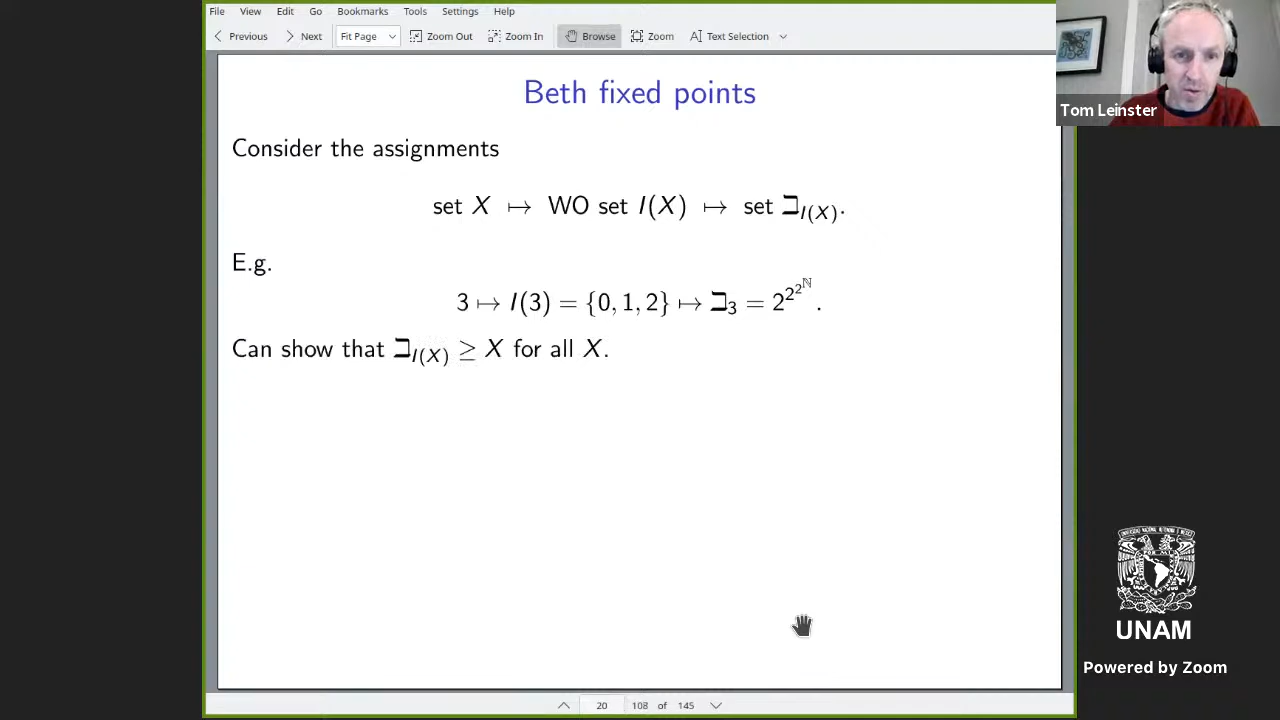 File View Edit Go Bookmarks Tools Settings Help
Previous Next Fit Page Zoom Out Zoom In Browse Zoom Text Selection
Tom Leinster
Beth fixed points
Consider the assignments
set X ↦ WO set I(X) ↦ set ℶ_{I(X)}.
E.g.
3 ↦ I(3) = {0, 1, 2} ↦ ℶ_3 = 2^{2^{2^ℕ}}.
Can show that ℶ_{I(X)} ≥ X for all X.
UNAM
Powered by Zoom
20 108 of 145